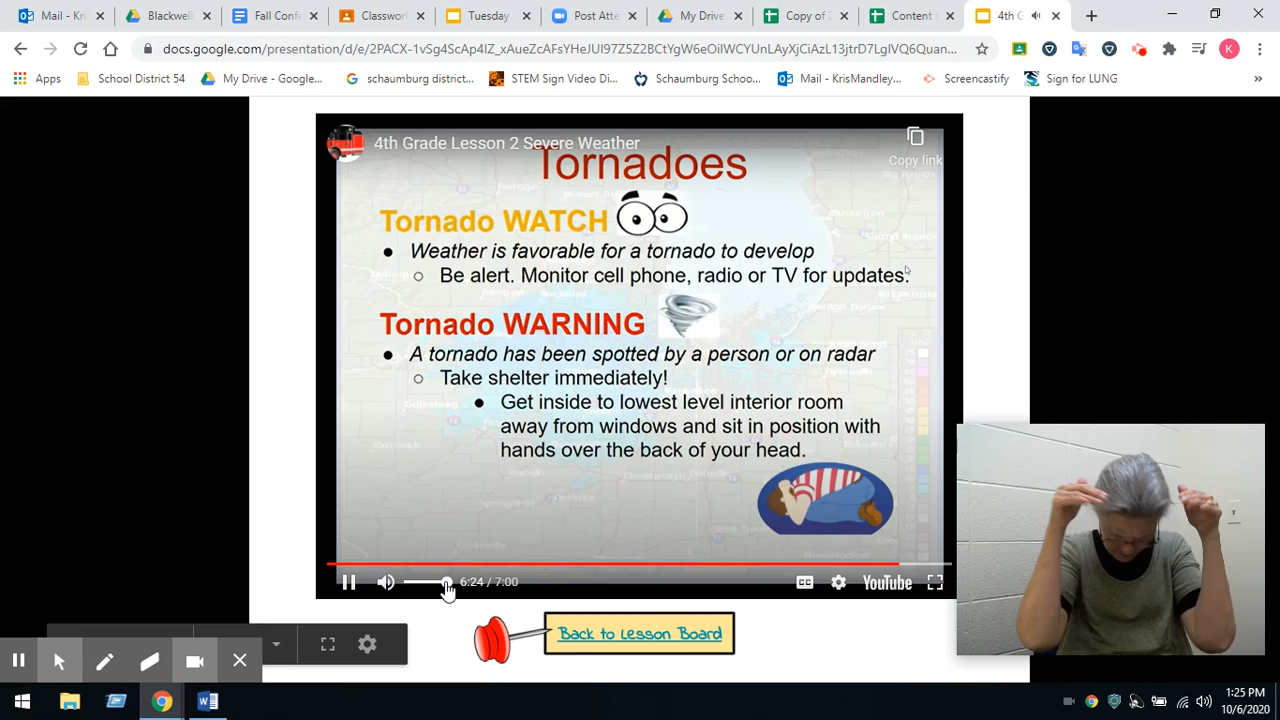 Mail - Kri
Blackwell
Fall Confe
Classwor
Tuesday
Post Atte
My Drive
Copy of 2
Content
4th G
docs.google.com/presentation/d/e/2PACX-1vSg4ScAp4IZ_xAueZcAFsYHeJUI97Z5Z2BCtYgW6eOlWCYUnLAyXjCiAzL13jtrD7LgIVQ6Quan...
K
Apps
School District 54
My Drive - Google...
schaumburg district...
STEM Sign Video Di...
Schaumburg Schoo...
Mail - KrisMandley...
Screencastify
Sign for LUNG
4th Grade Lesson 2 Severe Weather
Copy link
Tornadoes
Tornado WATCH
Weather is favorable for a tornado to develop
Be alert. Monitor cell phone, radio or TV for updates.
Tornado WARNING
A tornado has been spotted by a person or on radar
Take shelter immediately!
Get inside to lowest level interior room
away from windows and sit in position with
hands over the back of your head.
6:24 / 7:00
CC
YouTube
Back to Lesson Board
1:25 PM
10/6/2020